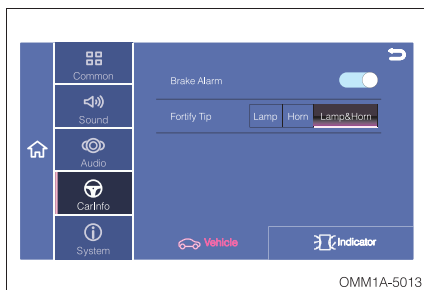 Common
Sound
Audio
CarInfo
System
Brake Alarm
Fortify Tip Lamp Horn Lamp&Horn
Vehicle Indicator
OMM1A-5013